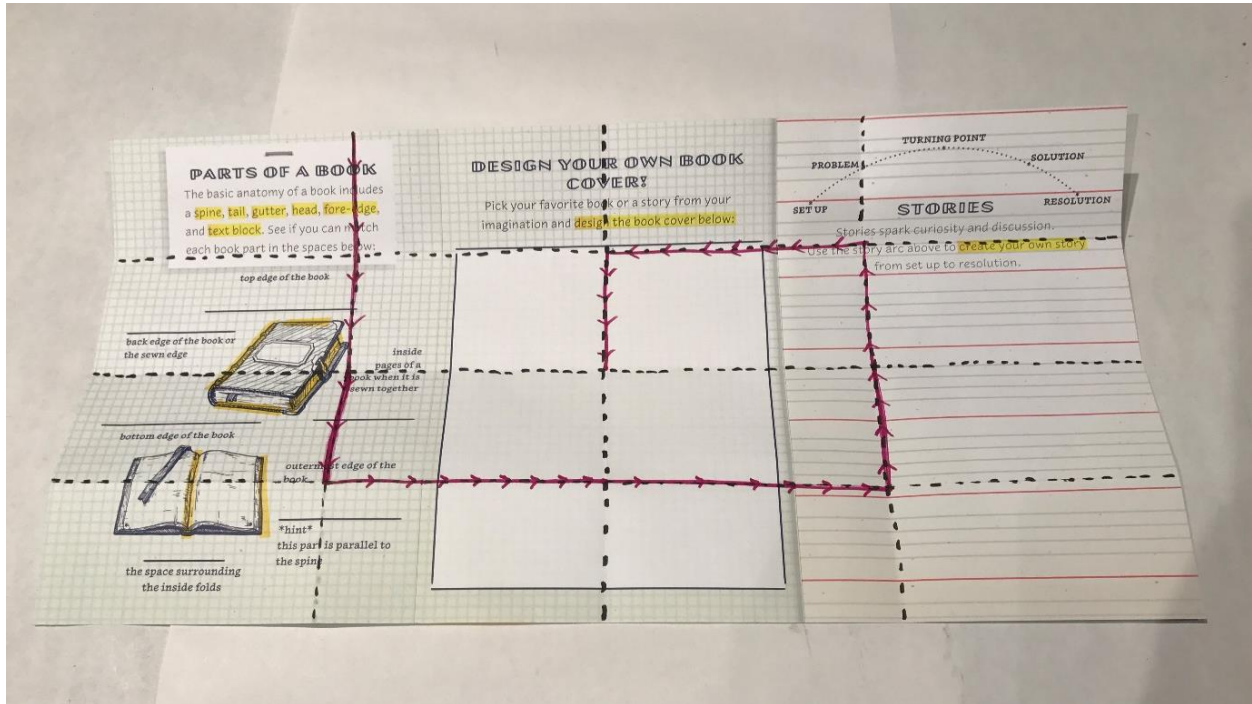 PARTS OF A BOOK
The basic anatomy of a book includes
a spine, tail, gutter, head, fore-edge,
and text block. See if you can match
each book part in the spaces below:
top edge of the book
back edge of the book or
the sewn edge
inside
pages of a
book when it is
sewn together
bottom edge of the book
outermost edge of the
book
*hint*
this part is parallel to
the spine
the space surrounding
the inside folds
DESIGN YOUR OWN BOOK
COVER!
Pick your favorite book or a story from your
imagination and design the book cover below:
TURNING POINT
PROBLEM
SOLUTION
SET UP
RESOLUTION
STORIES
Stories spark curiosity and discussion.
Use the story arc above to create your own story
from set up to resolution.